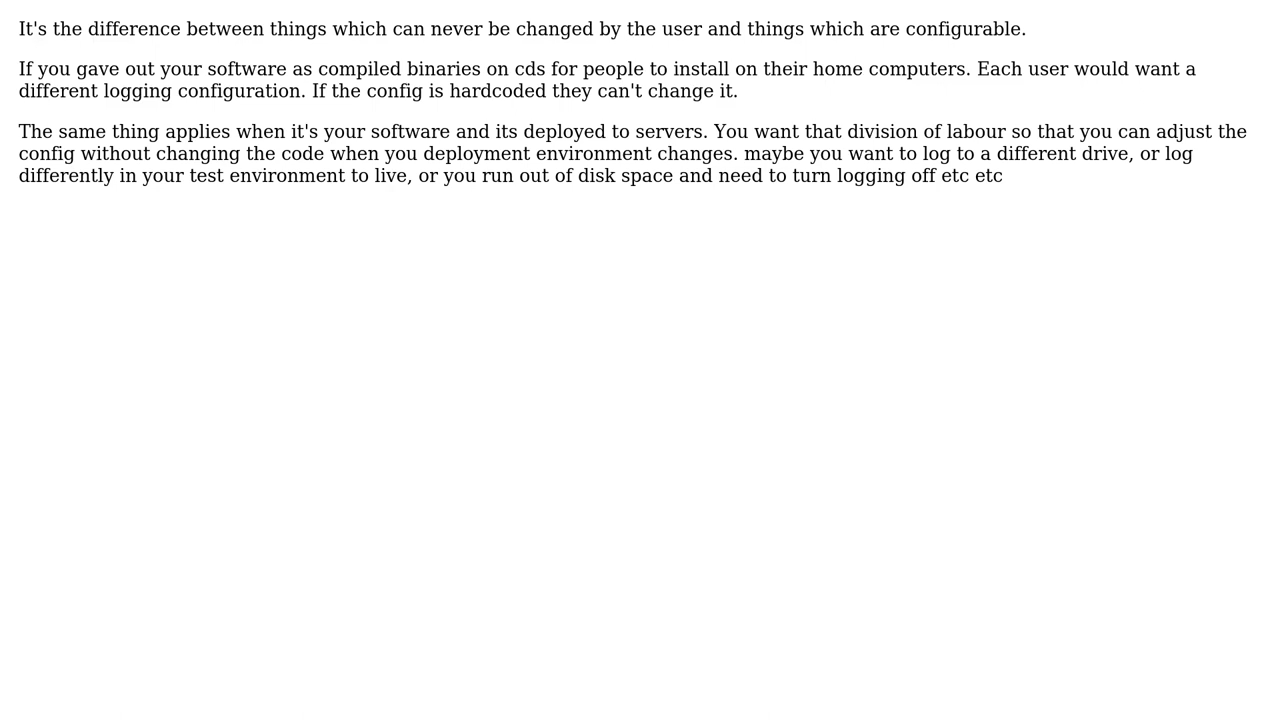 It's the difference between things which can never be changed by the user and things which are configurable.
If you gave out your software as compiled binaries on cds for people to install on their home computers. Each user would want a
different logging configuration. If the config is hardcoded they can't change it.
The same thing applies when it's your software and its deployed to servers. You want that division of labour so that you can adjust the
config without changing the code when you deployment environment changes. maybe you want to log to a different drive, or log
differently in your test environment to live, or you run out of disk space and need to turn logging off etc etc